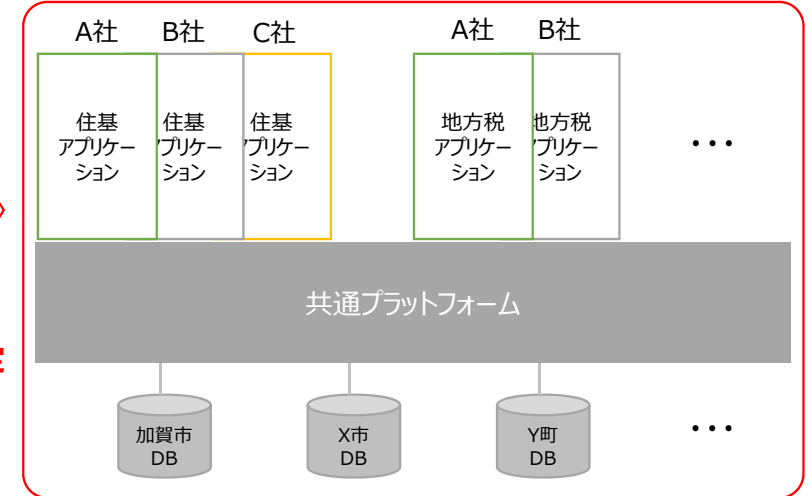 A社
B社
C社
A社
B社
住基
アプリケー
ション
住基
プリケー
ション
住基
プリケー
ション
地方税
アプリケー
ション
地方税
プリケー
ション
・・・
共通プラットフォーム
加賀市
DB
X市
DB
Y町
DB
・・・